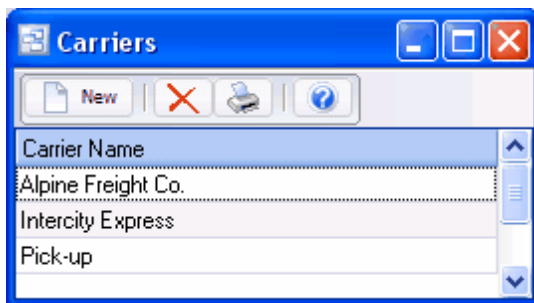 Carriers
New
Carrier Name
Alpine Freight Co.
Intercity Express
Pick-up